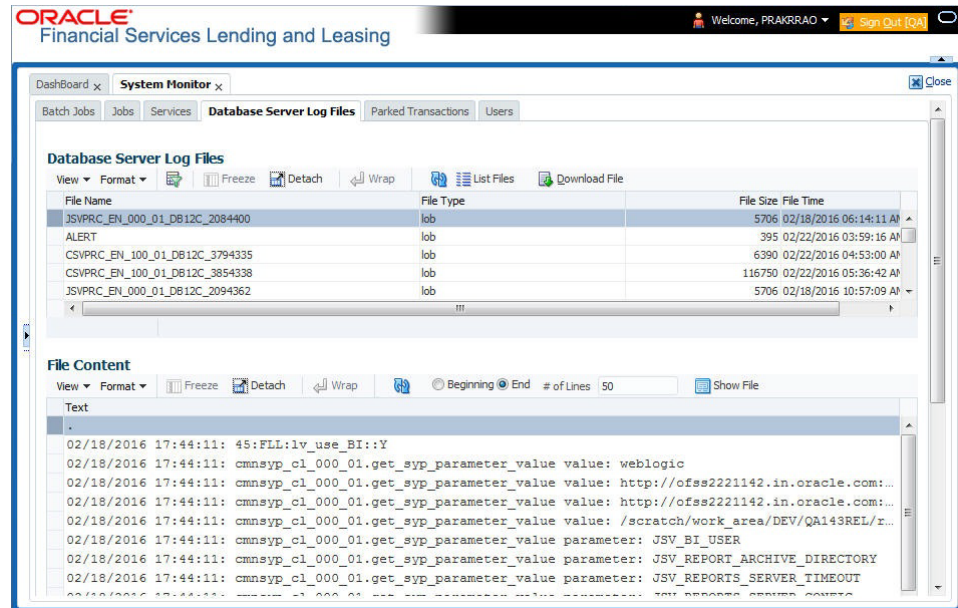 ORACLE®
Financial Services Lending and Leasing
Welcome, PRAKRRAO
Sign Out [QA]
DashBoard x System Monitor x
Close
Batch Jobs Jobs Services Database Server Log Files Parked Transactions Users
Database Server Log Files
View Format Freeze Detach Wrap List Files Download File
File Name File Type File Size File Time
JSVPRC_EN_000_01_DB12C_2084400 lob 5706 02/18/2016 06:14:11 AM
ALERT lob 395 02/22/2016 03:59:16 AM
CSVPRC_EN_100_01_DB12C_3794335 lob 6390 02/22/2016 04:53:00 AM
CSVPRC_EN_100_01_DB12C_3854338 lob 116750 02/22/2016 05:36:42 AM
JSVPRC_EN_000_01_DB12C_2094362 lob 5706 02/18/2016 10:57:09 AM
File Content
View Format Freeze Detach Wrap Beginning End # of Lines 50 Show File
Text
.
02/18/2016 17:44:11: 45:FLL:lv_use_BI::Y
02/18/2016 17:44:11: cmnsyp_cl_000_01.get_syp_parameter_value value: weblogic
02/18/2016 17:44:11: cmnsyp_cl_000_01.get_syp_parameter_value value: http://ofss2221142.in.oracle.com:...
02/18/2016 17:44:11: cmnsyp_cl_000_01.get_syp_parameter_value value: http://ofss2221142.in.oracle.com:...
02/18/2016 17:44:11: cmnsyp_cl_000_01.get_syp_parameter_value value: /scratch/work_area/DEV/QA143REL/r...
02/18/2016 17:44:11: cmnsyp_cl_000_01.get_syp_parameter_value parameter: JSV_BI_USER
02/18/2016 17:44:11: cmnsyp_cl_000_01.get_syp_parameter_value parameter: JSV_REPORT_ARCHIVE_DIRECTORY
02/18/2016 17:44:11: cmnsyp_cl_000_01.get_syp_parameter_value parameter: JSV_REPORTS_SERVER_TIMEOUT